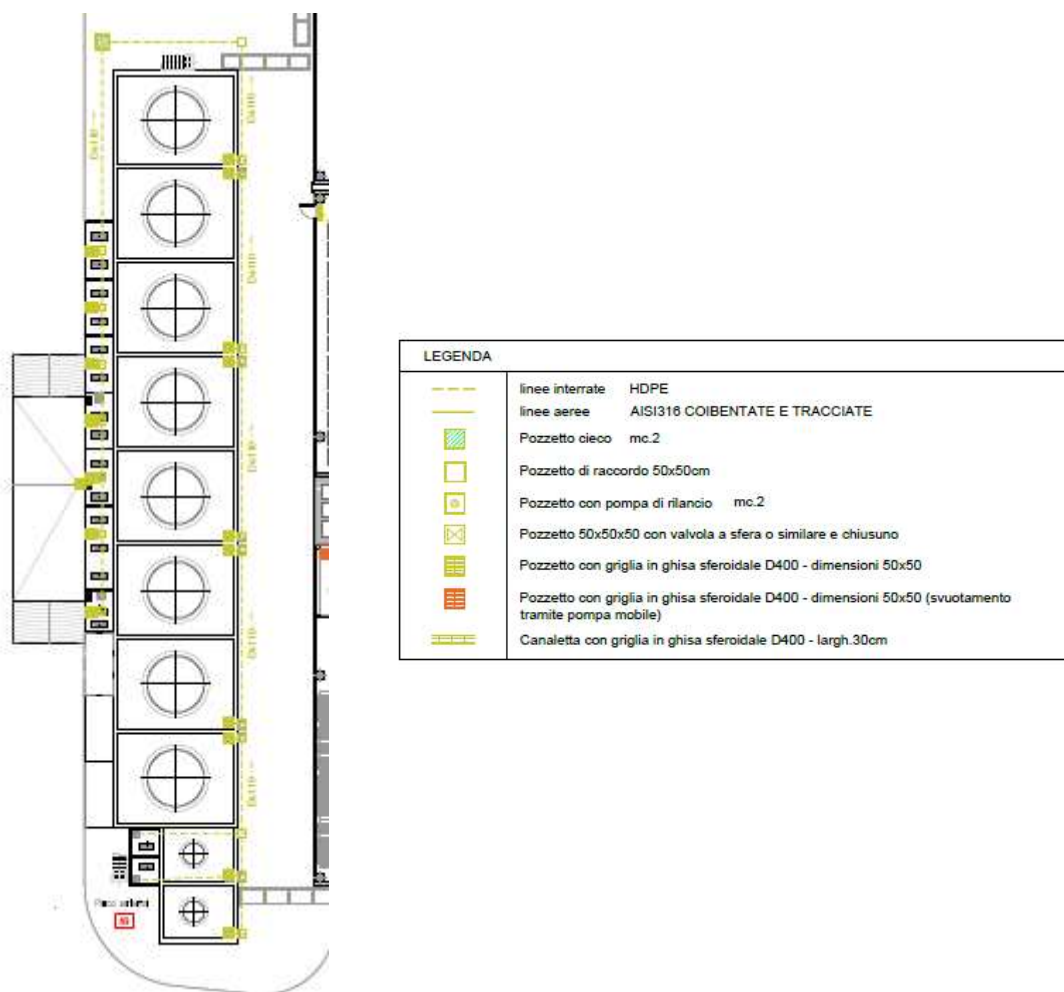 LEGENDA
linee interrate HDPE
linee aeree AISI316 COIBENTATE E TRACCIATE
Pozzetto cieco mc.2
Pozzetto di raccordo 50x50cm
Pozzetto con pompa di rilancio mc.2
Pozzetto 50x50x50 con valvola a sfera o similare e chiusuno
Pozzetto con griglia in ghisa sferoidale D400 - dimensioni 50x50
Pozzetto con griglia in ghisa sferoidale D400 - dimensioni 50x50 (svuotamento
tramite pompa mobile)
Canaletta con griglia in ghisa sferoidale D400 - largh.30cm